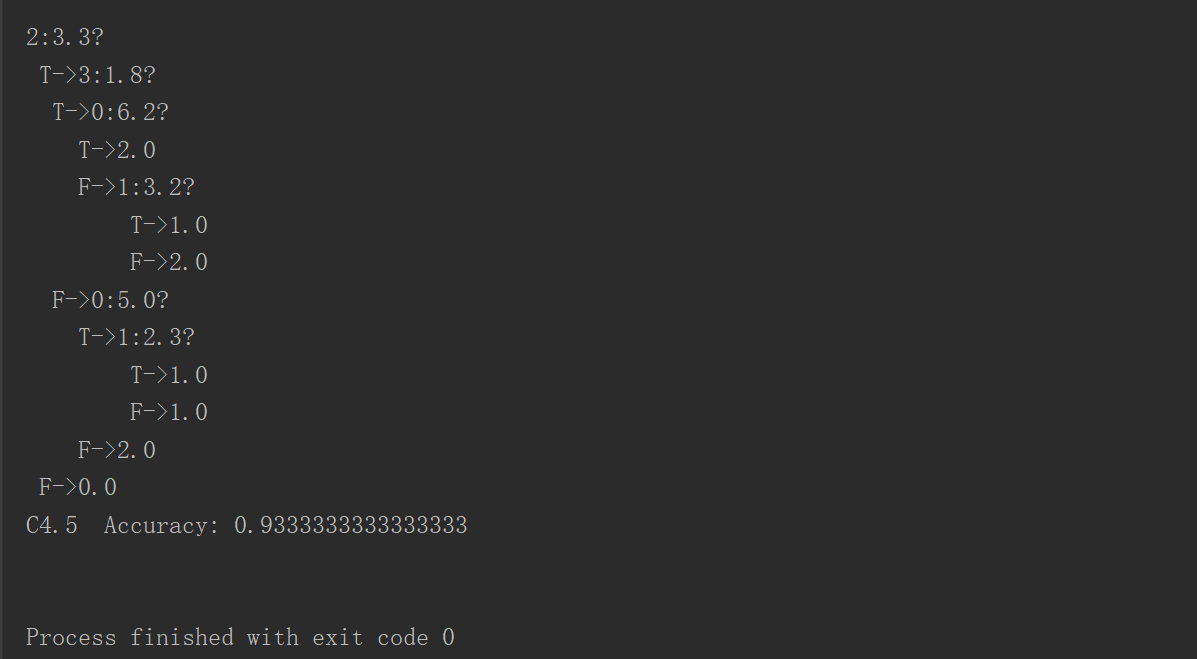 2:3.3?
T->3:1.8?
T->0:6.2?
T->2.0
F->1:3.2?
T->1.0
F->2.0
F->0:5.0?
T->1:2.3?
T->1.0
F->1.0
F->2.0
F->0.0
C4.5  Accuracy: 0.9333333333333333
Process finished with exit code 0